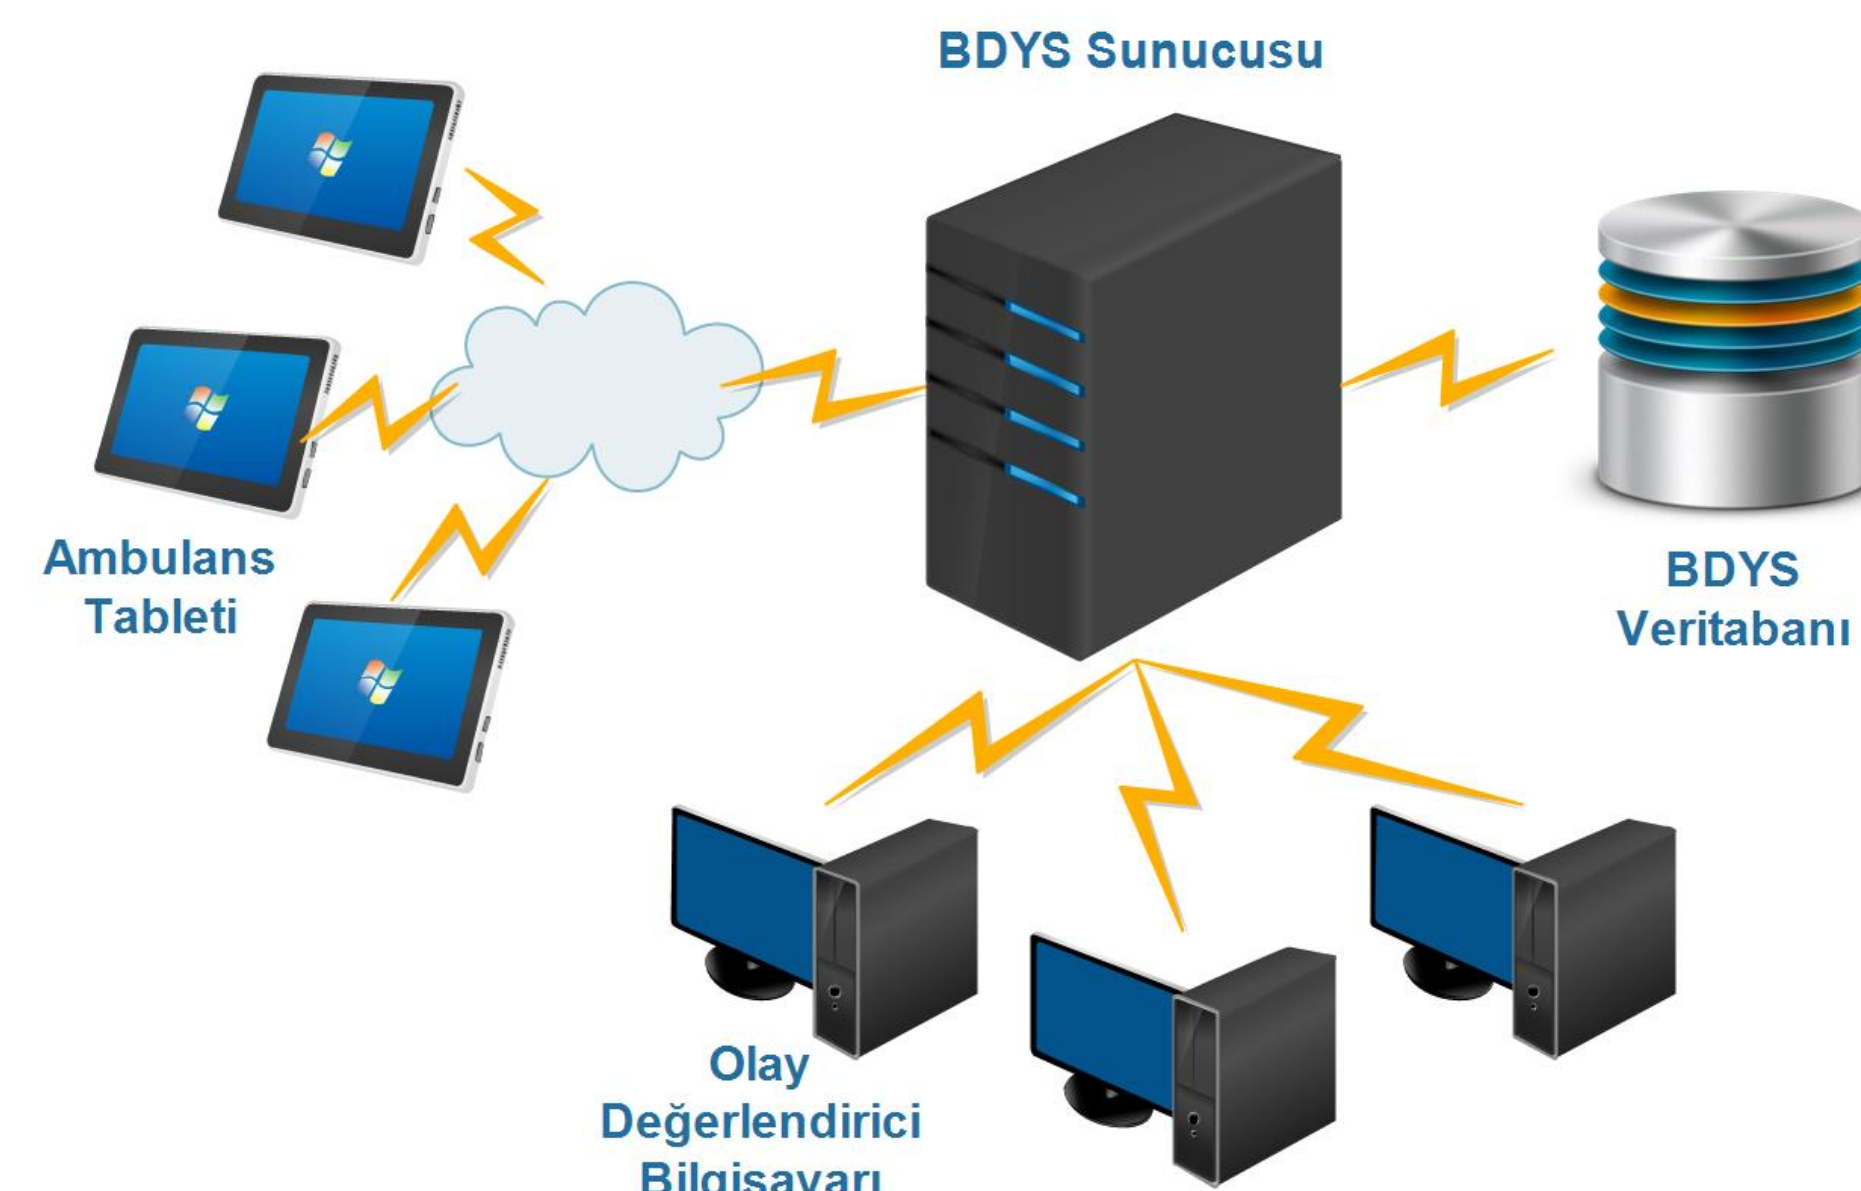 BDYS Sunucusu
Ambulans
Tableti
BDYS
Veritabanı
Olay
Değerlendirici
Bilgisayarı